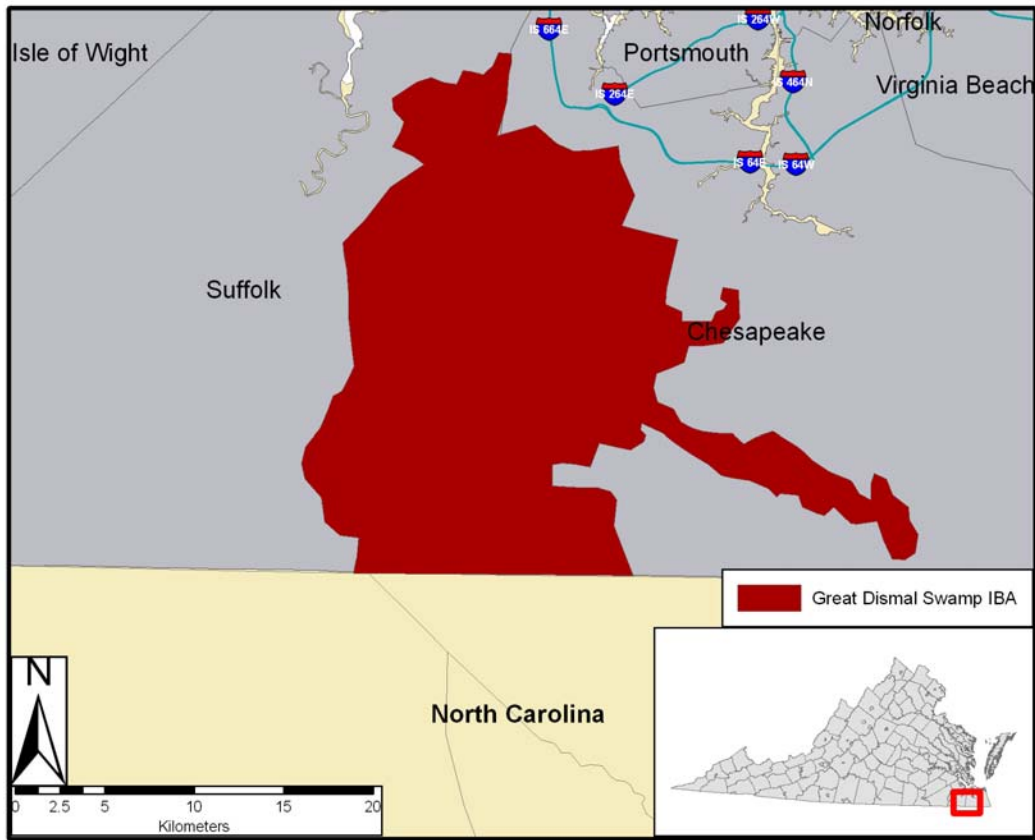 IS 664E
IS 264W
Norfolk
Isle of Wight
Portsmouth
IS 464N
Virginia Beach
IS 264E
IS 64E
IS 64W
Suffolk
Chesapeake
Great Dismal Swamp IBA
N
North Carolina
0 2.5 5 10 15 20
Kilometers